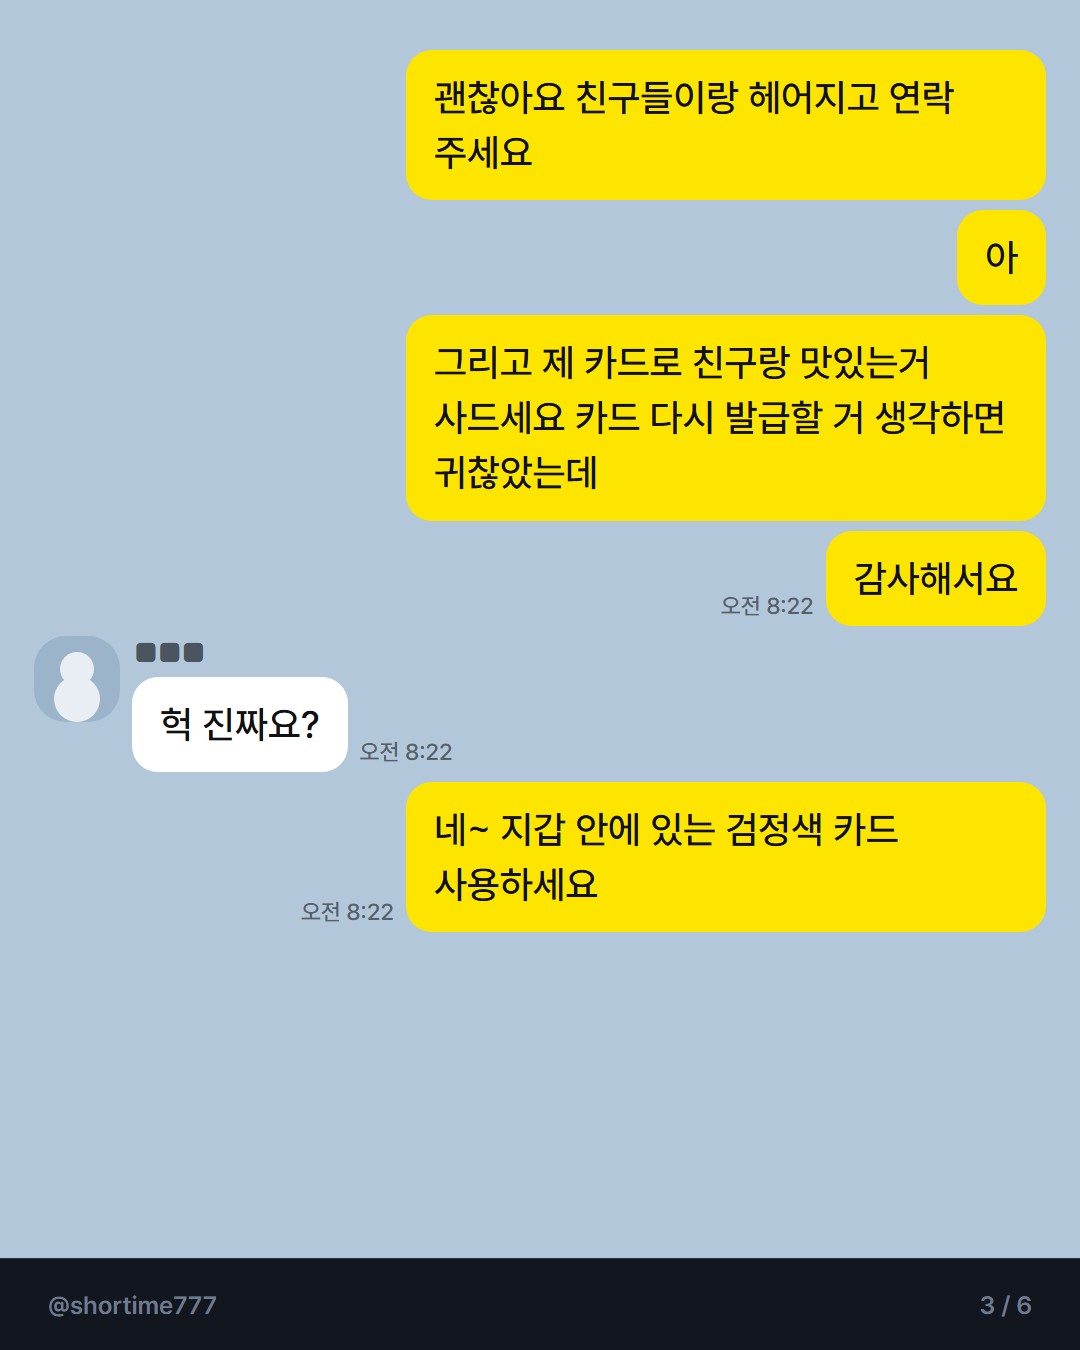 괜찮아요 친구들이랑 헤어지고 연락
주세요
아
그리고 제 카드로 친구랑 맛있는거
사드세요 카드 다시 발급할 거 생각하면
귀찮았는데
감사해서요
오전 8:22
헉 진짜요?
오전 8:22
네~ 지갑 안에 있는 검정색 카드
사용하세요
오전 8:22
@shortime777
3 / 6